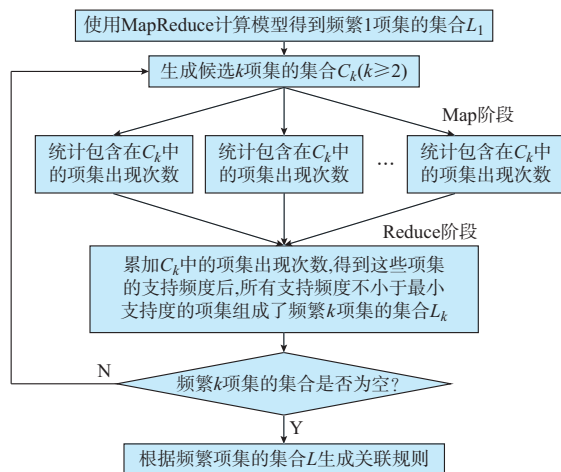 使用MapReduce计算模型得到频繁1项集的集合L₁
生成候选k项集的集合Cₖ(k≥2)
Map阶段
统计包含在Cₖ中
的项集出现次数
统计包含在Cₖ中
的项集出现次数
…
统计包含在Cₖ中
的项集出现次数
Reduce阶段
累加Cₖ中的项集出现次数,得到这些项集
的支持频度后,所有支持频度不小于最小
支持度的项集组成了频繁k项集的集合Lₖ
N
频繁k项集的集合是否为空?
Y
根据频繁项集的集合L生成关联规则